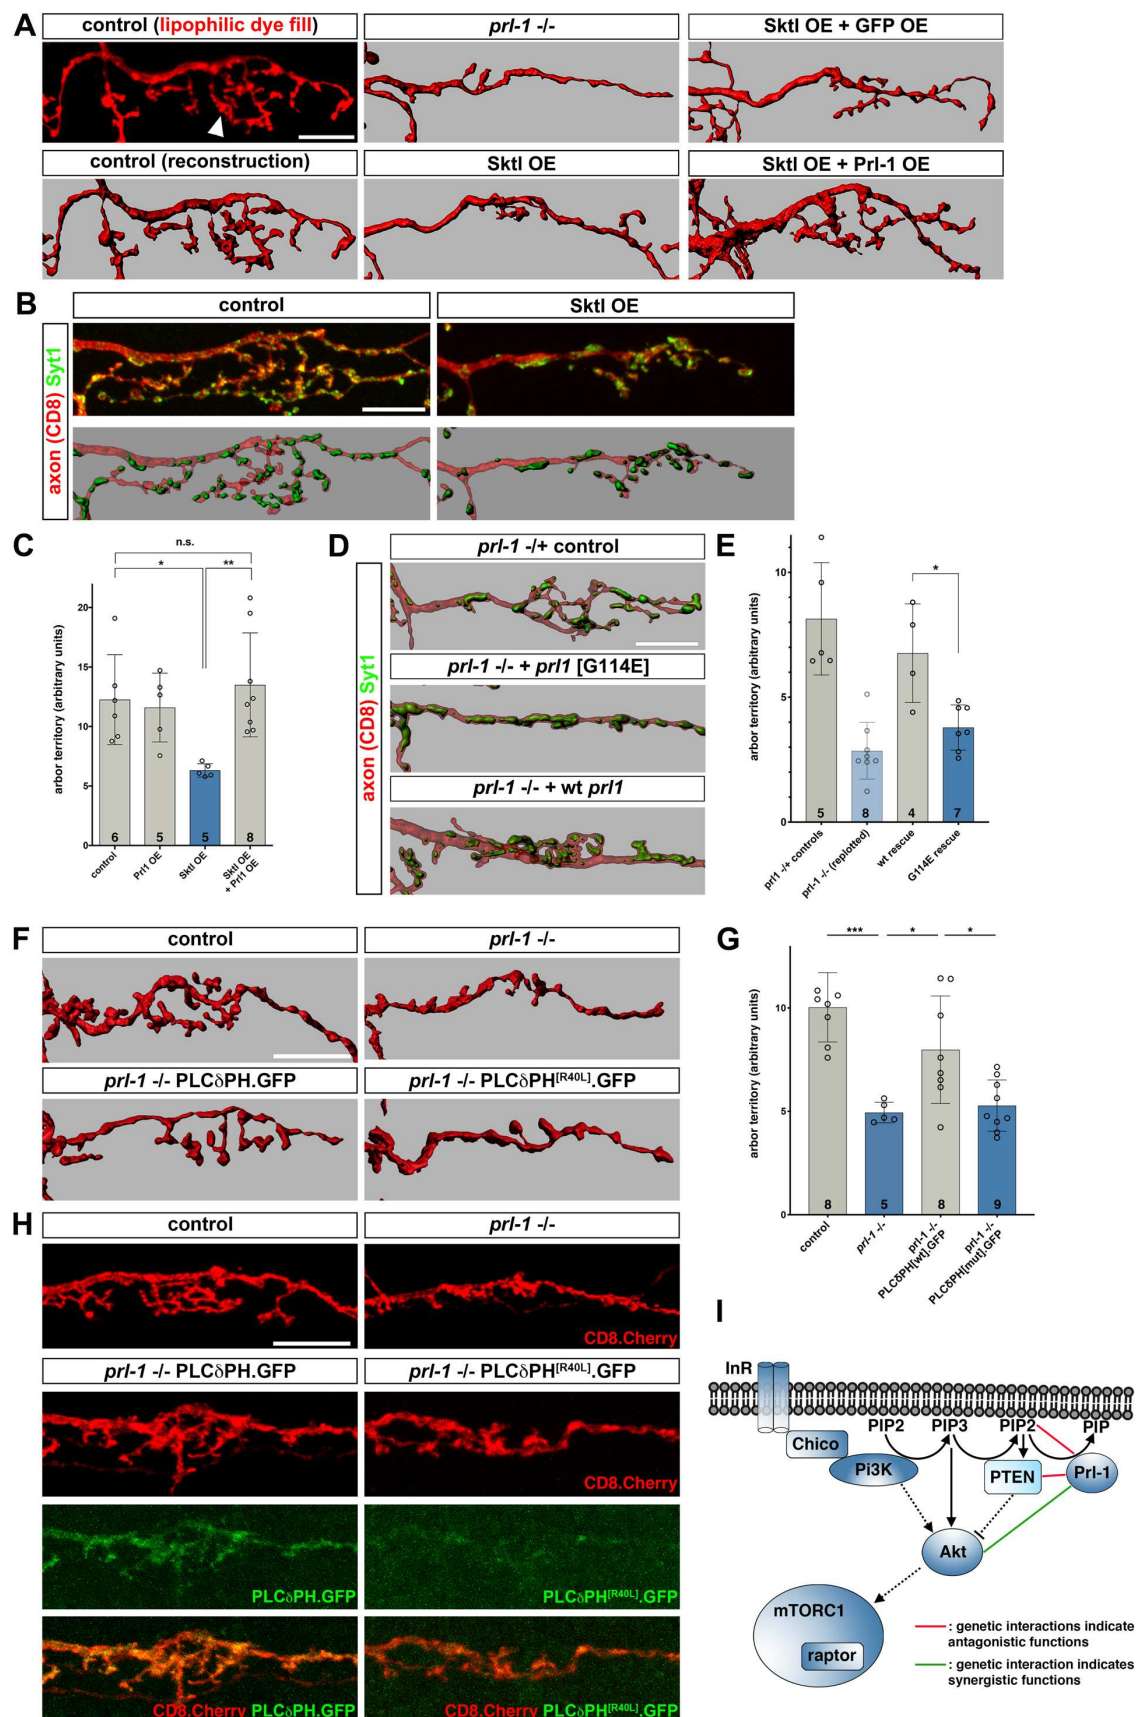 A
control (lipophilic dye fill)
prl-1 -/-
Sktl OE + GFP OE
control (reconstruction)
Sktl OE
Sktl OE + Prl-1 OE
B
control
Sktl OE
axon (CD8) Syt1
C
n.s.
*
**
arbor territory (arbitrary units)
20
15
10
5
0
6
5
5
8
control
Prl1 OE
Sktl OE
Sktl OE
+ Prl1 OE
D
prl-1 -/+ control
prl-1 -/- + prl1 [G114E]
prl-1 -/- + wt prl1
axon (CD8) Syt1
E
*
arbor territory (arbitrary units)
10
5
0
5
8
4
7
prl1 -/+ controls
prl-1 -/- (replotted)
wt rescue
G114E rescue
F
control
prl-1 -/-
prl-1 -/- PLCδPH.GFP
prl-1 -/- PLCδPH[R40L].GFP
G
***
*
*
arbor territory (arbitrary units)
10
5
0
8
5
8
9
control
prl-1 -/-
prl-1 -/-
PLCδPH[wt].GFP
prl-1 -/-
PLCδPH[mut].GFP
H
control
prl-1 -/-
CD8.Cherry
prl-1 -/- PLCδPH.GFP
prl-1 -/- PLCδPH[R40L].GFP
CD8.Cherry
CD8.Cherry
PLCδPH.GFP
PLCδPH[R40L].GFP
CD8.Cherry PLCδPH.GFP
CD8.Cherry PLCδPH[R40L].GFP
I
InR
PIP2
PIP3
PIP2
PIP
Chico
Pi3K
PTEN
Prl-1
Akt
mTORC1
raptor
: genetic interactions indicate
antagonistic functions
: genetic interaction indicates
synergistic functions